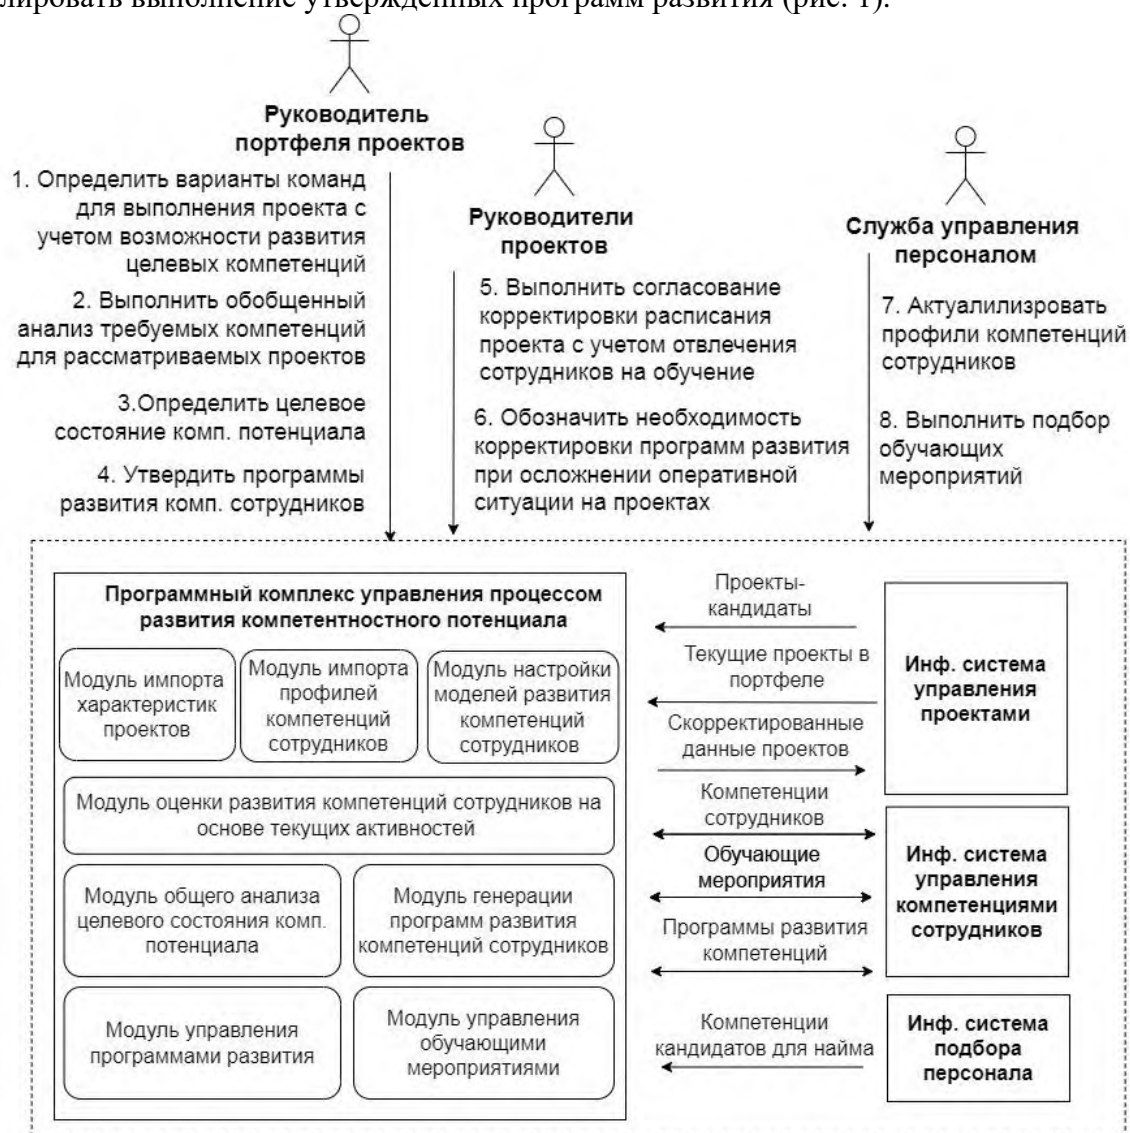 лировать выполнение утвержденных программ развития (рис. 1).
Руководитель
портфеля проектов
1. Определить варианты команд
для выполнения проекта с
учетом возможности развития
целевых компетенций
2. Выполнить обобщенный
анализ требуемых компетенций
для рассматриваемых проектов
3.Определить целевое
состояние комп. потенциала
4. Утвердить программы
развития комп. сотрудников
Руководители
проектов
5. Выполнить согласование
корректировки расписания
проекта с учетом отвлечения
сотрудников на обучение
6. Обозначить необходимость
корректировки программ развития
при осложнении оперативной
ситуации на проектах
Служба управления
персоналом
7. Актуалилизровать
профили компетенций
сотрудников
8. Выполнить подбор
обучающих
мероприятий
Программный комплекс управления процессом
развития компетентностного потенциала
Модуль импорта
характеристик
проектов
Модуль импорта
профилей
компетенций
сотрудников
Модуль настройки
моделей развития
компетенций
сотрудников
Модуль оценки развития компетенций сотрудников на
основе текущих активностей
Модуль общего анализа
целевого состояния комп.
потенциала
Модуль генерации
программ развития
компетенций сотрудников
Модуль управления
программами развития
Модуль управления
обучающими
мероприятиями
Проекты-
кандидаты
Текущие проекты в
портфеле
Скорректированные
данные проектов
Компетенции
сотрудников
Обучающие
мероприятия
Программы развития
компетенций
Компетенции
кандидатов для найма
Инф. система
управления
проектами
Инф. система
управления
компетенциями
сотрудников
Инф. система
подбора
персонала